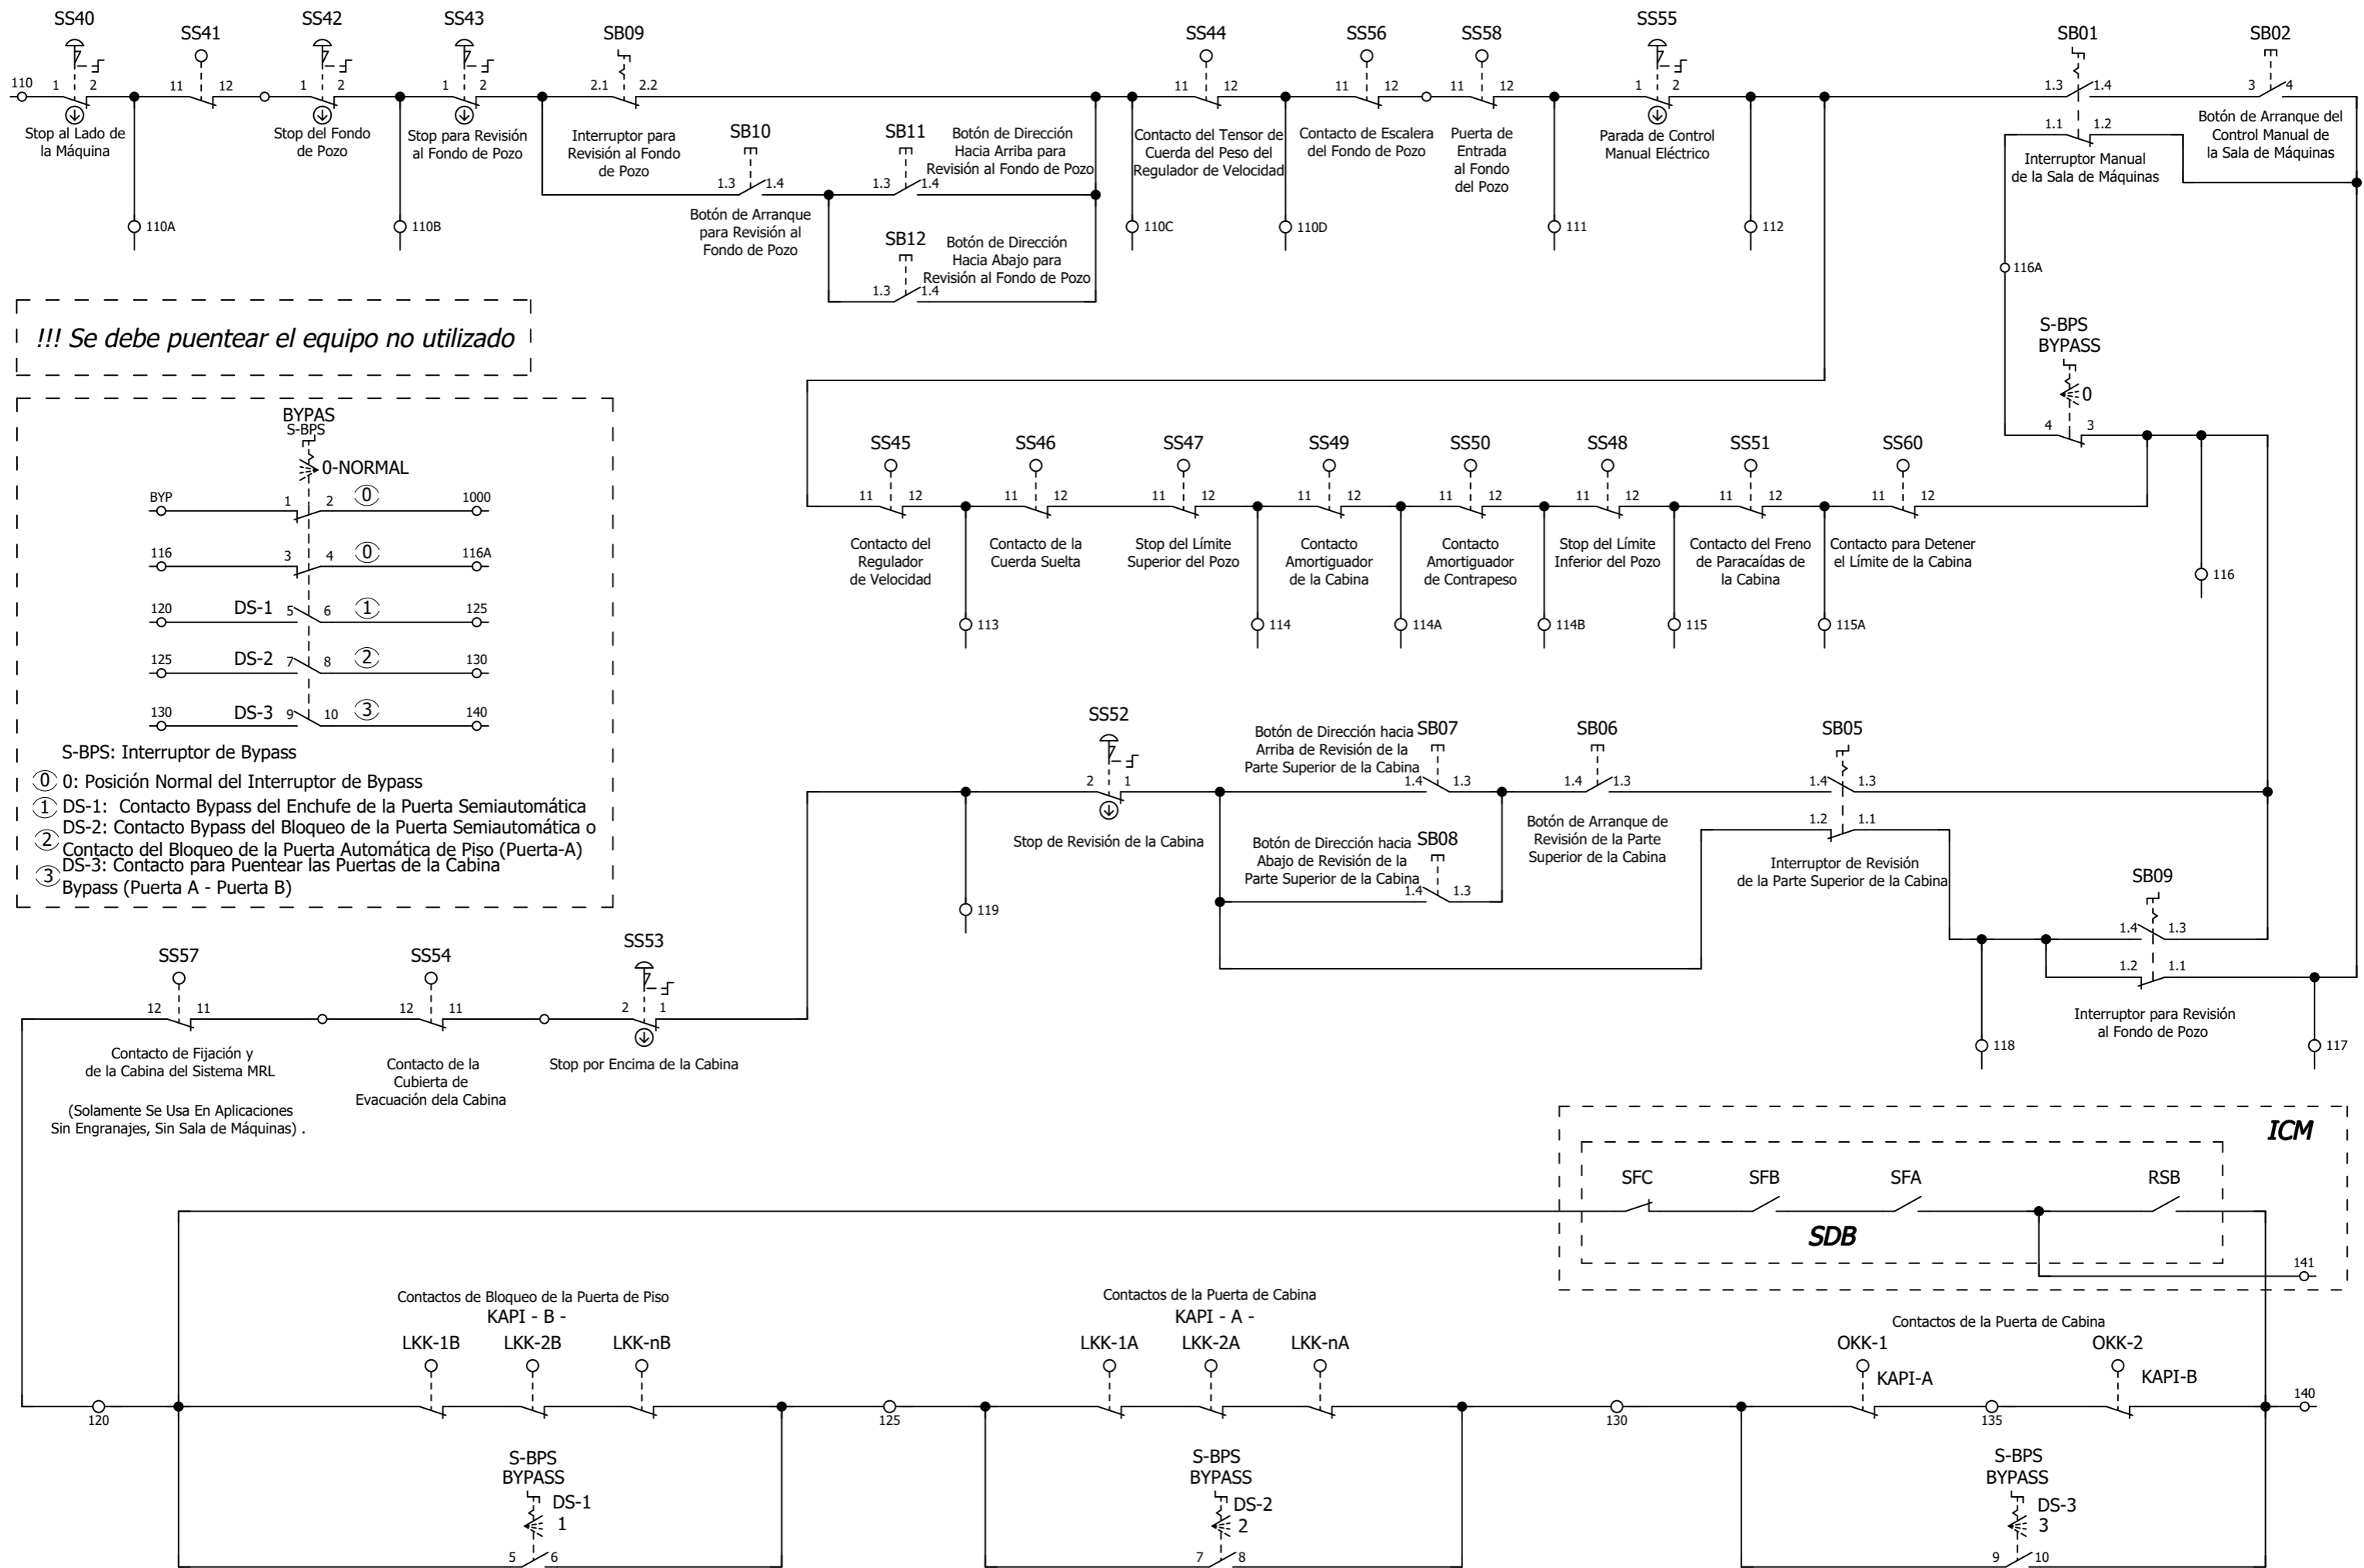 SS40
SS41
SS42
SS43
SB09
SS44
SS56
SS58
SS55
SB01
SB02
110
1 2
11 12
1 2
1 2
2.1 2.2
11 12
11 12
11 12
1 2
1.3 1.4
3 4
Stop al Lado de
la Máquina
Stop del Fondo
de Pozo
Stop para Revisión
al Fondo de Pozo
Interruptor para
Revisión al Fondo
de Pozo
SB10
1.3 1.4
Botón de Arranque
para Revisión al
Fondo de Pozo
SB11
1.3 1.4
Botón de Dirección
Hacia Arriba para
Revisión al Fondo de Pozo
SB12
1.3 1.4
Botón de Dirección
Hacia Abajo para
Revisión al Fondo de Pozo
Contacto del Tensor de
Cuerda del Peso del
Regulador de Velocidad
Contacto de Escalera
del Fondo de Pozo
Puerta de
Entrada
al Fondo
del Pozo
Parada de Control
Manual Eléctrico
1.1 1.2
Interruptor Manual
de la Sala de Máquinas
Botón de Arranque del
Control Manual de
la Sala de Máquinas
110A
110B
110C
110D
111
112
116A
!!! Se debe puentear el equipo no utilizado
S-BPS
BYPASS
0
4 3
116
BYPAS
S-BPS
0-NORMAL
BYP 1 2 0 1000
116 3 4 0 116A
120 DS-1 5 6 1 125
125 DS-2 7 8 2 130
130 DS-3 9 10 3 140
S-BPS: Interruptor de Bypass
0 0: Posición Normal del Interruptor de Bypass
1 DS-1: Contacto Bypass del Enchufe de la Puerta Semiautomática
2 DS-2: Contacto Bypass del Bloqueo de la Puerta Semiautomática o
Contacto del Bloqueo de la Puerta Automática de Piso (Puerta-A)
3 DS-3: Contacto para Puentear las Puertas de la Cabina
Bypass (Puerta A - Puerta B)
SS45
SS46
SS47
SS49
SS50
SS48
SS51
SS60
11 12
11 12
11 12
11 12
11 12
11 12
11 12
11 12
Contacto del
Regulador
de Velocidad
Contacto de la
Cuerda Suelta
Stop del Límite
Superior del Pozo
Contacto
Amortiguador
de la Cabina
Contacto
Amortiguador
de Contrapeso
Stop del Límite
Inferior del Pozo
Contacto del Freno
de Paracaídas de
la Cabina
Contacto para Detener
el Límite de la Cabina
113
114
114A
114B
115
115A
SS52
2 1
Stop de Revisión de la Cabina
Botón de Dirección hacia
Arriba de Revisión de la
Parte Superior de la Cabina
SB07
1.4 1.3
Botón de Dirección hacia
Abajo de Revisión de la
Parte Superior de la Cabina
SB08
1.4 1.3
SB06
1.4 1.3
Botón de Arranque de
Revisión de la Parte
Superior de la Cabina
SB05
1.4 1.3
1.2 1.1
Interruptor de Revisión
de la Parte Superior de la Cabina
SB09
1.4 1.3
1.2 1.1
Interruptor para Revisión
al Fondo de Pozo
119
118
117
SS57
12 11
Contacto de Fijación y
de la Cabina del Sistema MRL
(Solamente Se Usa En Aplicaciones
Sin Engranajes, Sin Sala de Máquinas) .
SS54
12 11
Contacto de la
Cubierta de
Evacuación dela Cabina
SS53
2 1
Stop por Encima de la Cabina
ICM
SFC
SFB
SFA
RSB
SDB
141
Contactos de Bloqueo de la Puerta de Piso
KAPI - B -
LKK-1B
LKK-2B
LKK-nB
Contactos de la Puerta de Cabina
KAPI - A -
LKK-1A
LKK-2A
LKK-nA
Contactos de la Puerta de Cabina
OKK-1
KAPI-A
OKK-2
KAPI-B
120
125
130
135
140
S-BPS
BYPASS
DS-1
1
5 6
S-BPS
BYPASS
DS-2
2
7 8
S-BPS
BYPASS
DS-3
3
9 10